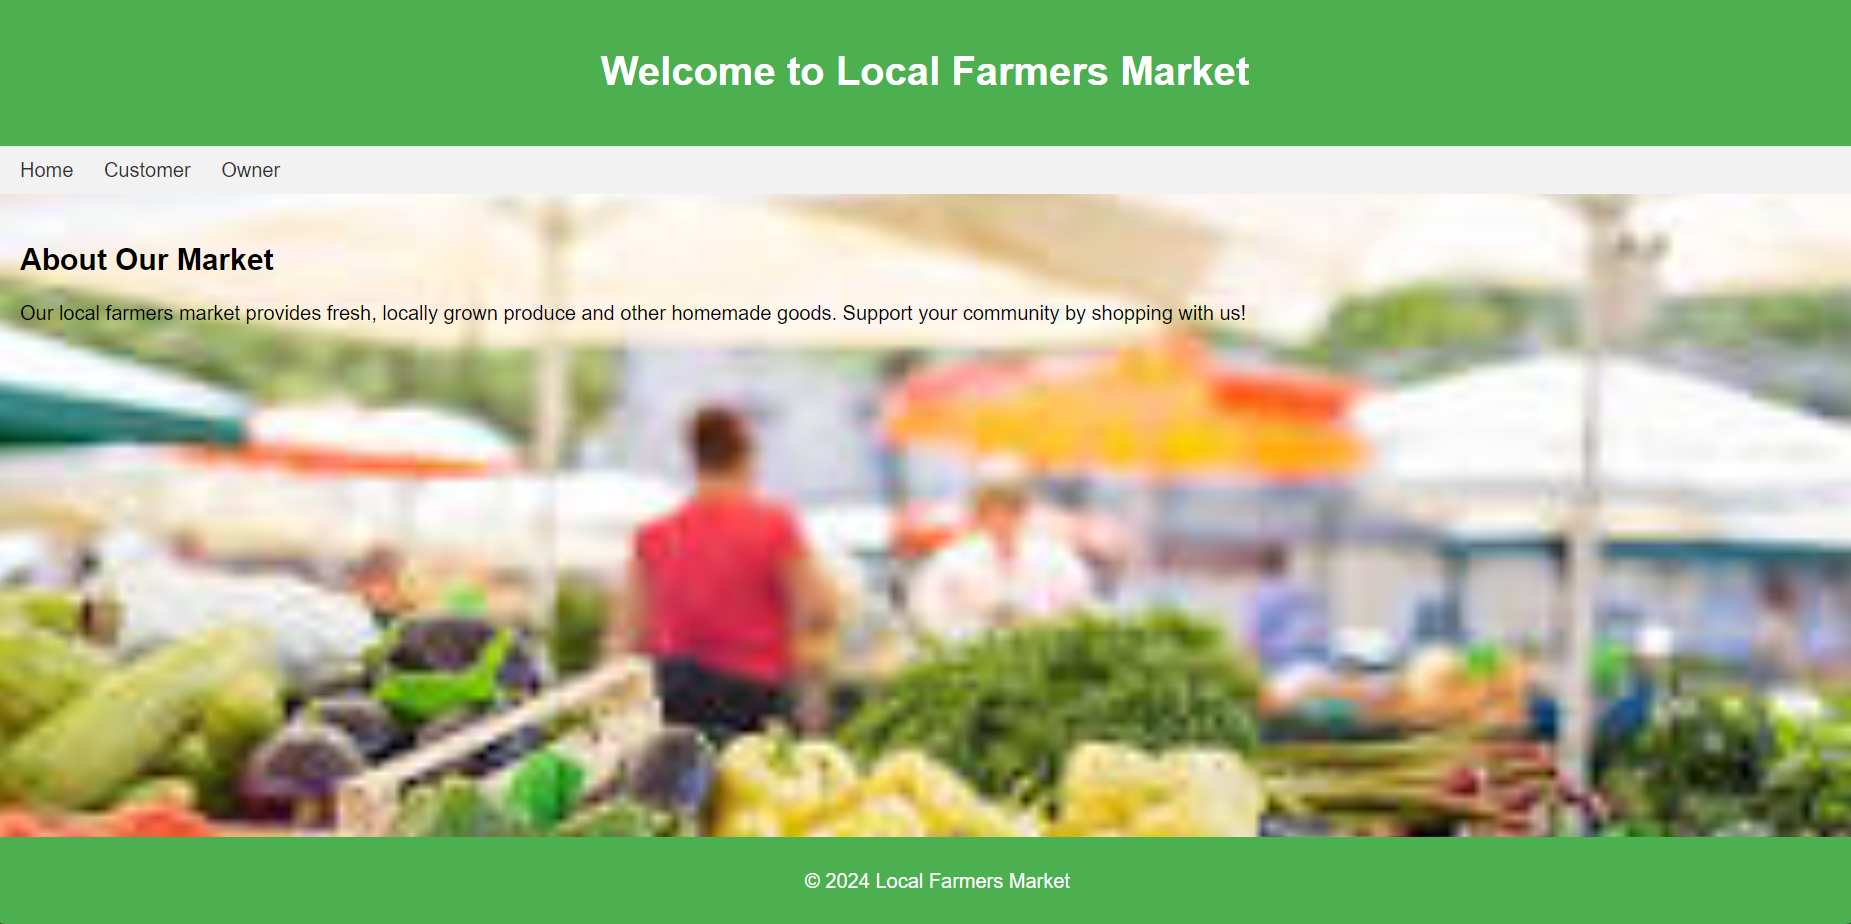 Welcome to Local Farmers Market
Home Customer Owner
About Our Market
Our local farmers market provides fresh, locally grown produce and other homemade goods. Support your community by shopping with us!
© 2024 Local Farmers Market